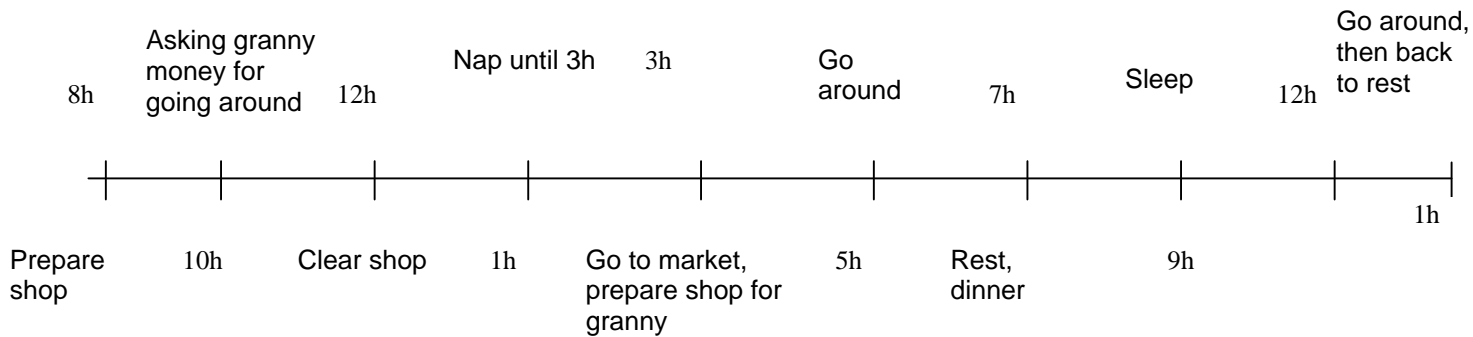 8h
Asking granny
money for
going around
12h
Nap until 3h
3h
Go
around
7h
Sleep
12h
Go around,
then back
to rest
1h
Prepare
shop
10h
Clear shop
1h
Go to market,
prepare shop for
granny
5h
Rest,
dinner
9h